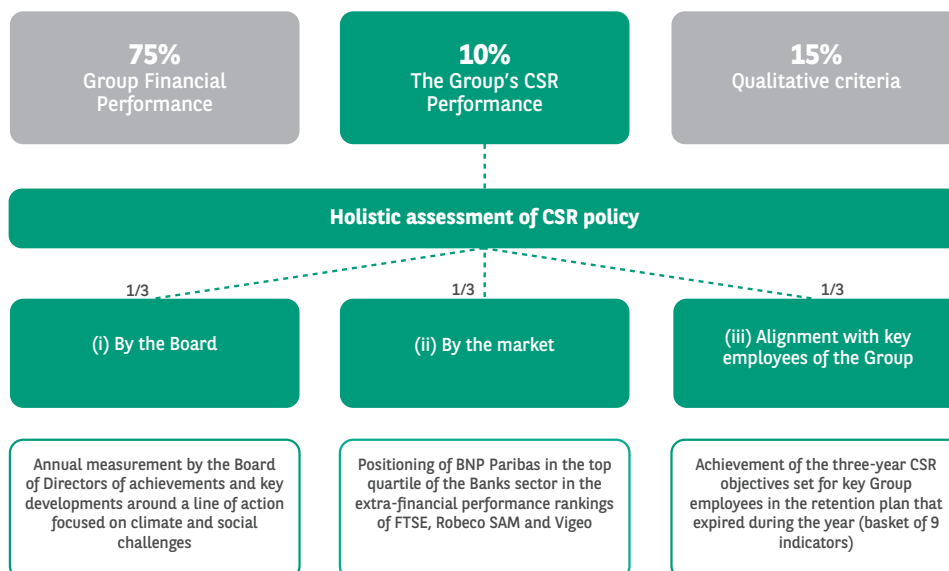 75%
Group Financial
Performance
10%
The Group's CSR
Performance
15%
Qualitative criteria
Holistic assessment of CSR policy
1/3
1/3
1/3
(i) By the Board
(ii) By the market
(iii) Alignment with key
employees of the Group
Annual measurement by the Board
of Directors of achievements and key
developments around a line of action
focused on climate and social
challenges
Positioning of BNP Paribas in the top
quartile of the Banks sector in the
extra-financial performance rankings
of FTSE, Robeco SAM and Vigeo
Achievement of the three-year CSR
objectives set for key Group
employees in the retention plan that
expired during the year (basket of 9
indicators)